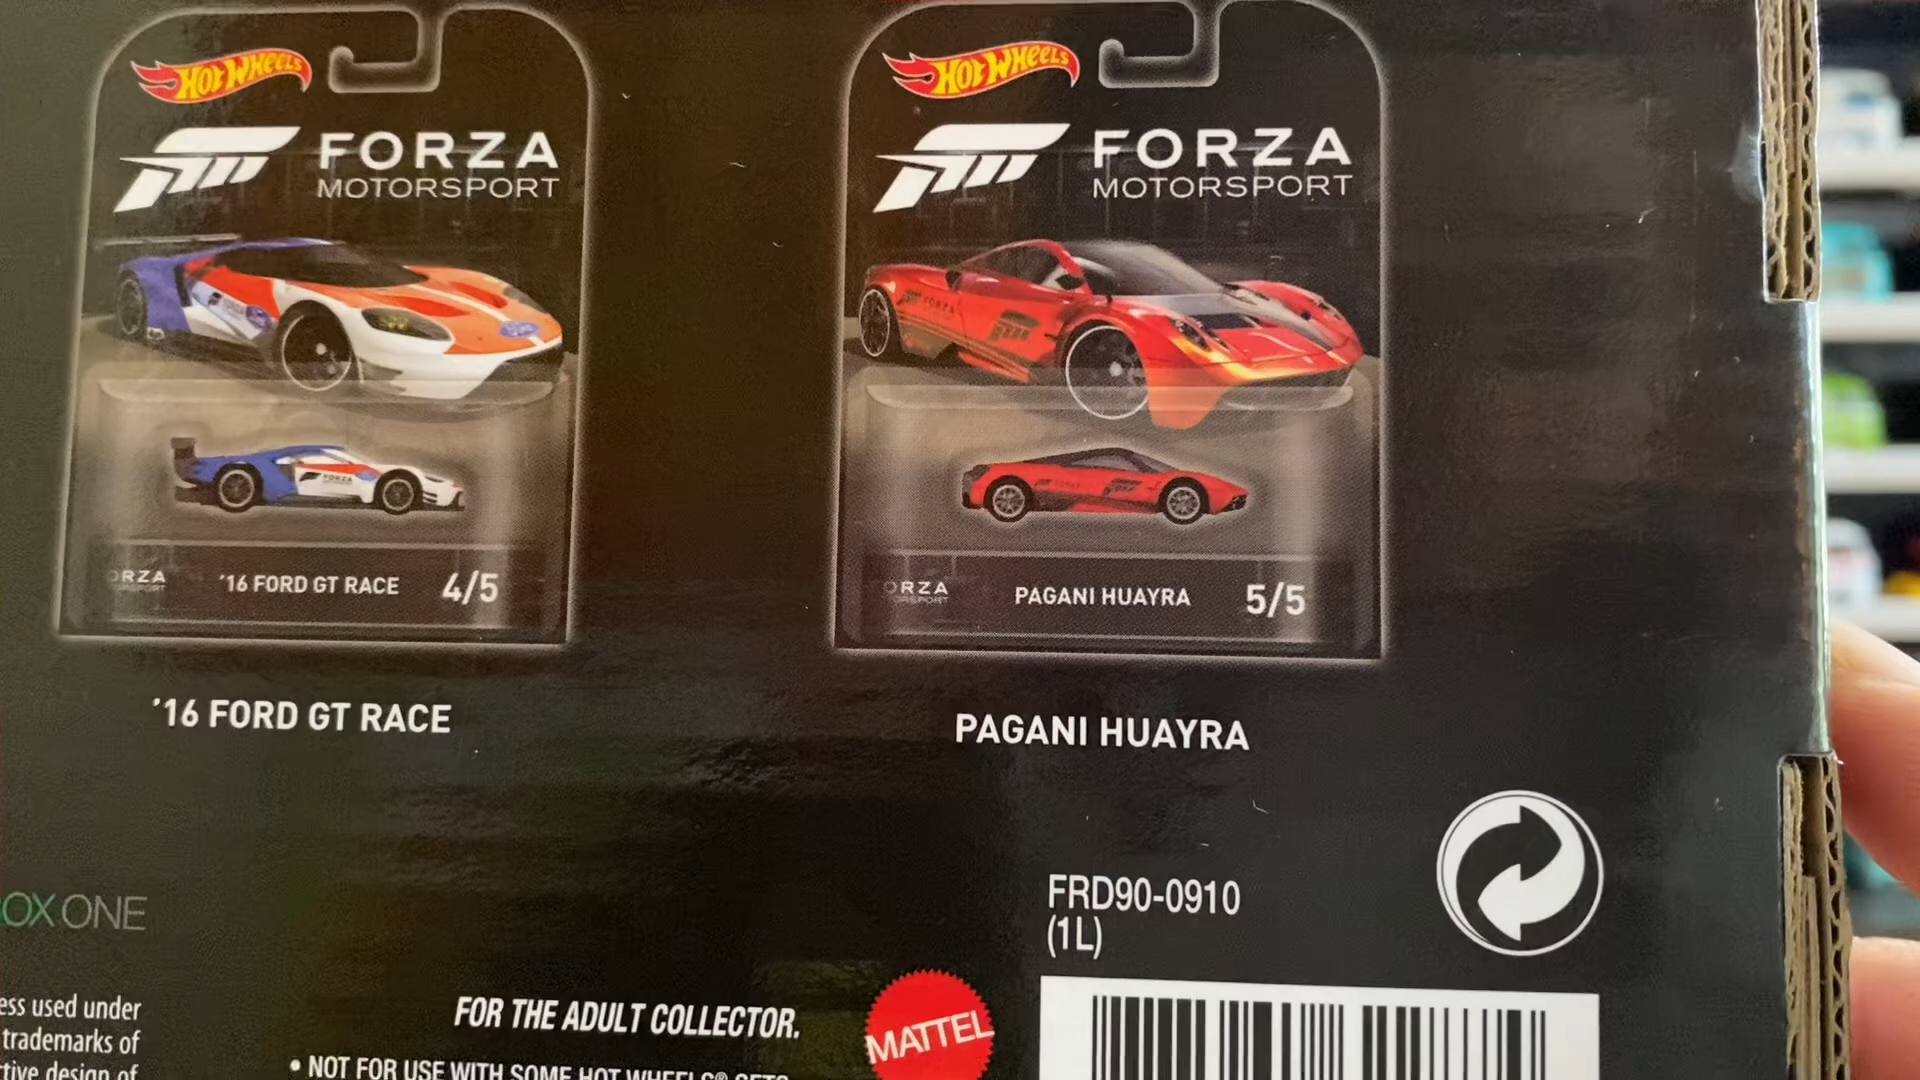 HOT WHEELS
FORZA
MOTORSPORT
FORZA
'16 FORD GT RACE 4/5
'16 FORD GT RACE
HOT WHEELS
FORZA
MOTORSPORT
FORZA
PAGANI HUAYRA 5/5
PAGANI HUAYRA
OX ONE
ess used under
trademarks of
tive design of
FOR THE ADULT COLLECTOR.
• NOT FOR USE WITH SOME HOT WHEELS® SETS.
MATTEL
FRD90-0910
(1L)